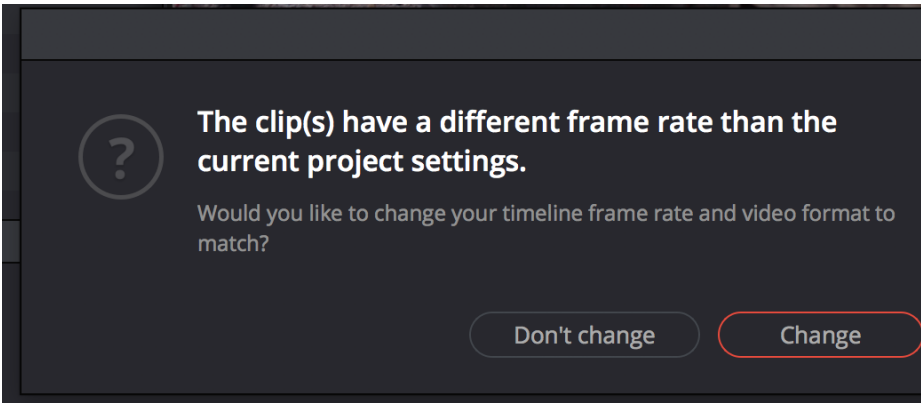 ?
The clip(s) have a different frame rate than the
current project settings.
Would you like to change your timeline frame rate and video format to
match?
Don't change
Change